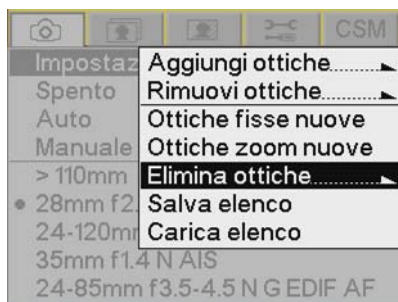 CSM
Impostaz
Aggiungi ottiche
Spento
Rimuovi ottiche
Auto
Ottiche fisse nuove
Manuale
Ottiche zoom nuove
> 110mm
Elimina ottiche
28mm f2.
Salva elenco
24-120mm
Carica elenco
35mm f1.4 N AIS
24-85mm f3.5-4.5 N G EDIF AF